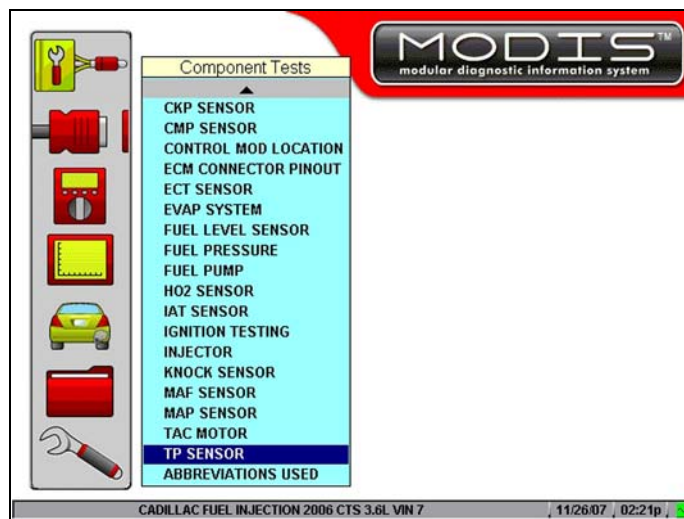 MODIS™
modular diagnostic information system
Component Tests
CKP SENSOR
CMP SENSOR
CONTROL MOD LOCATION
ECM CONNECTOR PINOUT
ECT SENSOR
EVAP SYSTEM
FUEL LEVEL SENSOR
FUEL PRESSURE
FUEL PUMP
HO2 SENSOR
IAT SENSOR
IGNITION TESTING
INJECTOR
KNOCK SENSOR
MAF SENSOR
MAP SENSOR
TAC MOTOR
TP SENSOR
ABBREVIATIONS USED
CADILLAC FUEL INJECTION 2006 CTS 3.6L VIN 7 11/26/07 02:21p